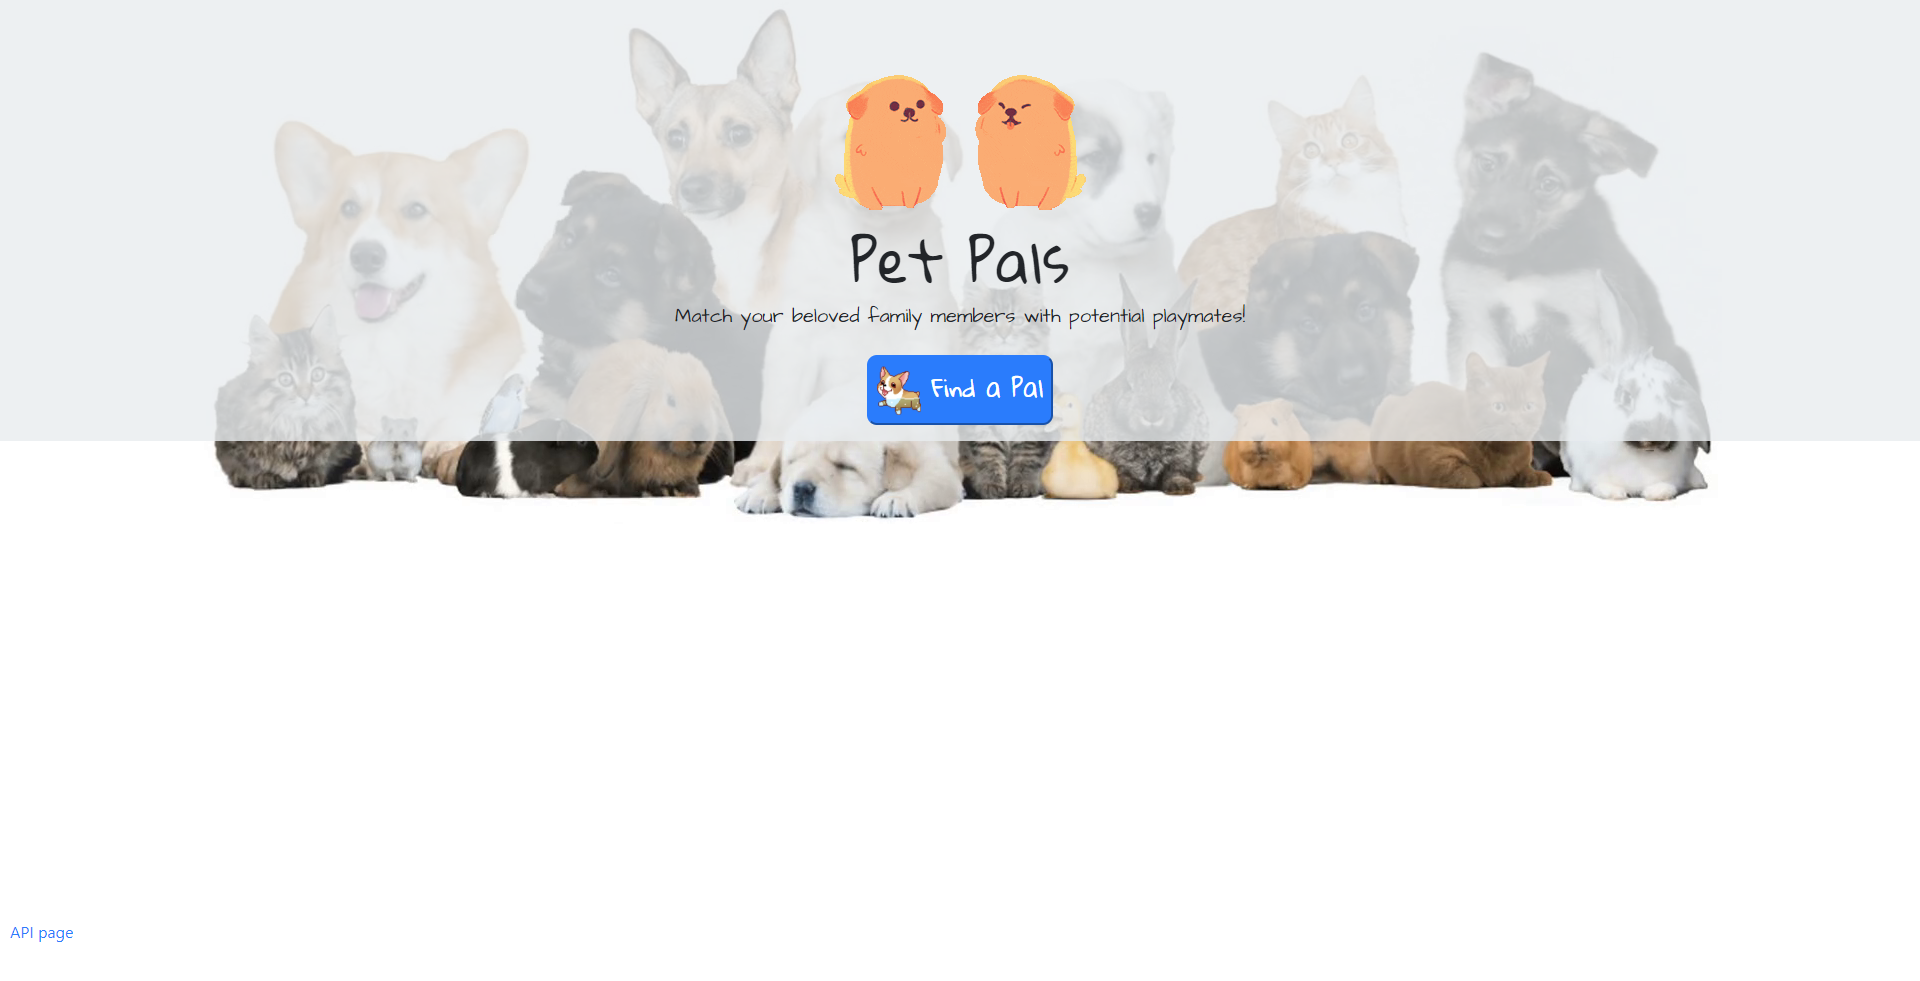 Pet Pals
Match your beloved family members with potential playmates!
Find a Pal
API page